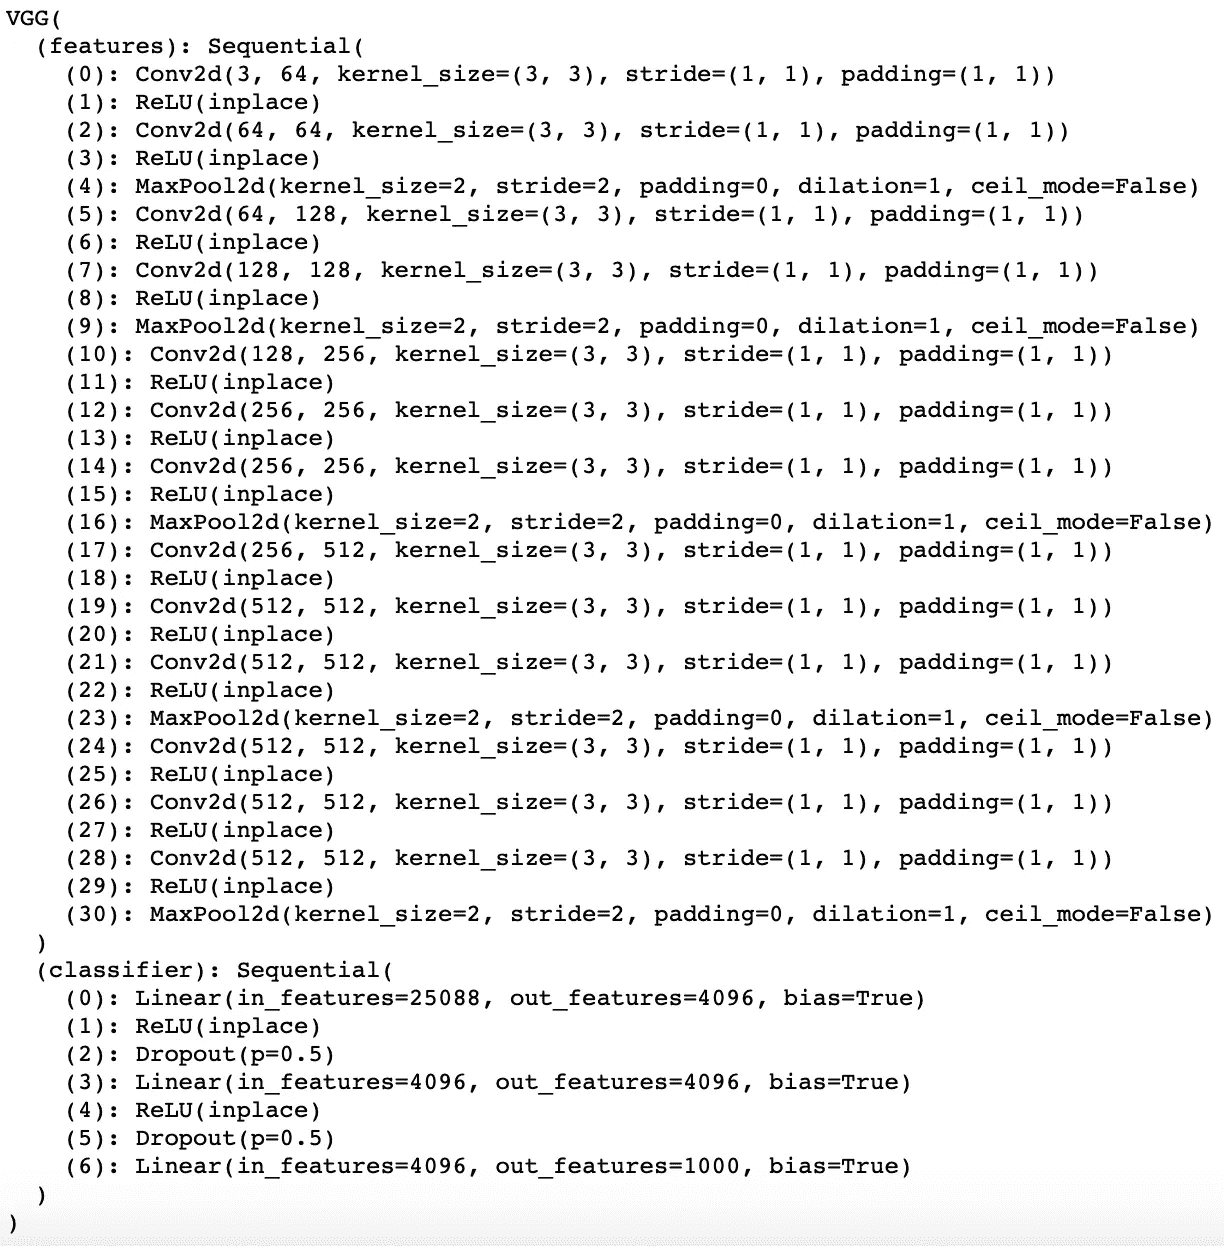 VGG(
  (features): Sequential(
    (0): Conv2d(3, 64, kernel_size=(3, 3), stride=(1, 1), padding=(1, 1))
    (1): ReLU(inplace)
    (2): Conv2d(64, 64, kernel_size=(3, 3), stride=(1, 1), padding=(1, 1))
    (3): ReLU(inplace)
    (4): MaxPool2d(kernel_size=2, stride=2, padding=0, dilation=1, ceil_mode=False)
    (5): Conv2d(64, 128, kernel_size=(3, 3), stride=(1, 1), padding=(1, 1))
    (6): ReLU(inplace)
    (7): Conv2d(128, 128, kernel_size=(3, 3), stride=(1, 1), padding=(1, 1))
    (8): ReLU(inplace)
    (9): MaxPool2d(kernel_size=2, stride=2, padding=0, dilation=1, ceil_mode=False)
    (10): Conv2d(128, 256, kernel_size=(3, 3), stride=(1, 1), padding=(1, 1))
    (11): ReLU(inplace)
    (12): Conv2d(256, 256, kernel_size=(3, 3), stride=(1, 1), padding=(1, 1))
    (13): ReLU(inplace)
    (14): Conv2d(256, 256, kernel_size=(3, 3), stride=(1, 1), padding=(1, 1))
    (15): ReLU(inplace)
    (16): MaxPool2d(kernel_size=2, stride=2, padding=0, dilation=1, ceil_mode=False)
    (17): Conv2d(256, 512, kernel_size=(3, 3), stride=(1, 1), padding=(1, 1))
    (18): ReLU(inplace)
    (19): Conv2d(512, 512, kernel_size=(3, 3), stride=(1, 1), padding=(1, 1))
    (20): ReLU(inplace)
    (21): Conv2d(512, 512, kernel_size=(3, 3), stride=(1, 1), padding=(1, 1))
    (22): ReLU(inplace)
    (23): MaxPool2d(kernel_size=2, stride=2, padding=0, dilation=1, ceil_mode=False)
    (24): Conv2d(512, 512, kernel_size=(3, 3), stride=(1, 1), padding=(1, 1))
    (25): ReLU(inplace)
    (26): Conv2d(512, 512, kernel_size=(3, 3), stride=(1, 1), padding=(1, 1))
    (27): ReLU(inplace)
    (28): Conv2d(512, 512, kernel_size=(3, 3), stride=(1, 1), padding=(1, 1))
    (29): ReLU(inplace)
    (30): MaxPool2d(kernel_size=2, stride=2, padding=0, dilation=1, ceil_mode=False)
  )
  (classifier): Sequential(
    (0): Linear(in_features=25088, out_features=4096, bias=True)
    (1): ReLU(inplace)
    (2): Dropout(p=0.5)
    (3): Linear(in_features=4096, out_features=4096, bias=True)
    (4): ReLU(inplace)
    (5): Dropout(p=0.5)
    (6): Linear(in_features=4096, out_features=1000, bias=True)
  )
)